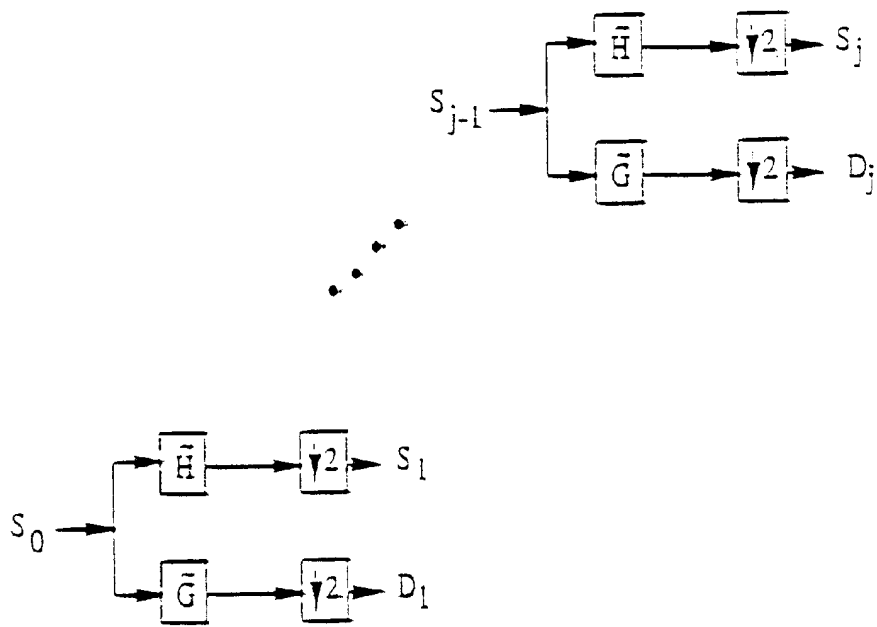 H̃ ↓2 S_j
S_{j-1}
G̃ ↓2 D_j
H̃ ↓2 S_1
S_0
G̃ ↓2 D_1